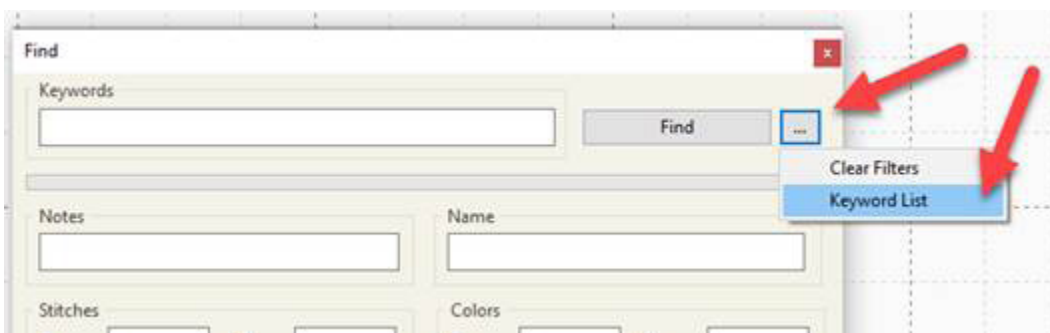 Find
Keywords
Find ...
Clear Filters
Keyword List
Notes Name
Stitches Colors